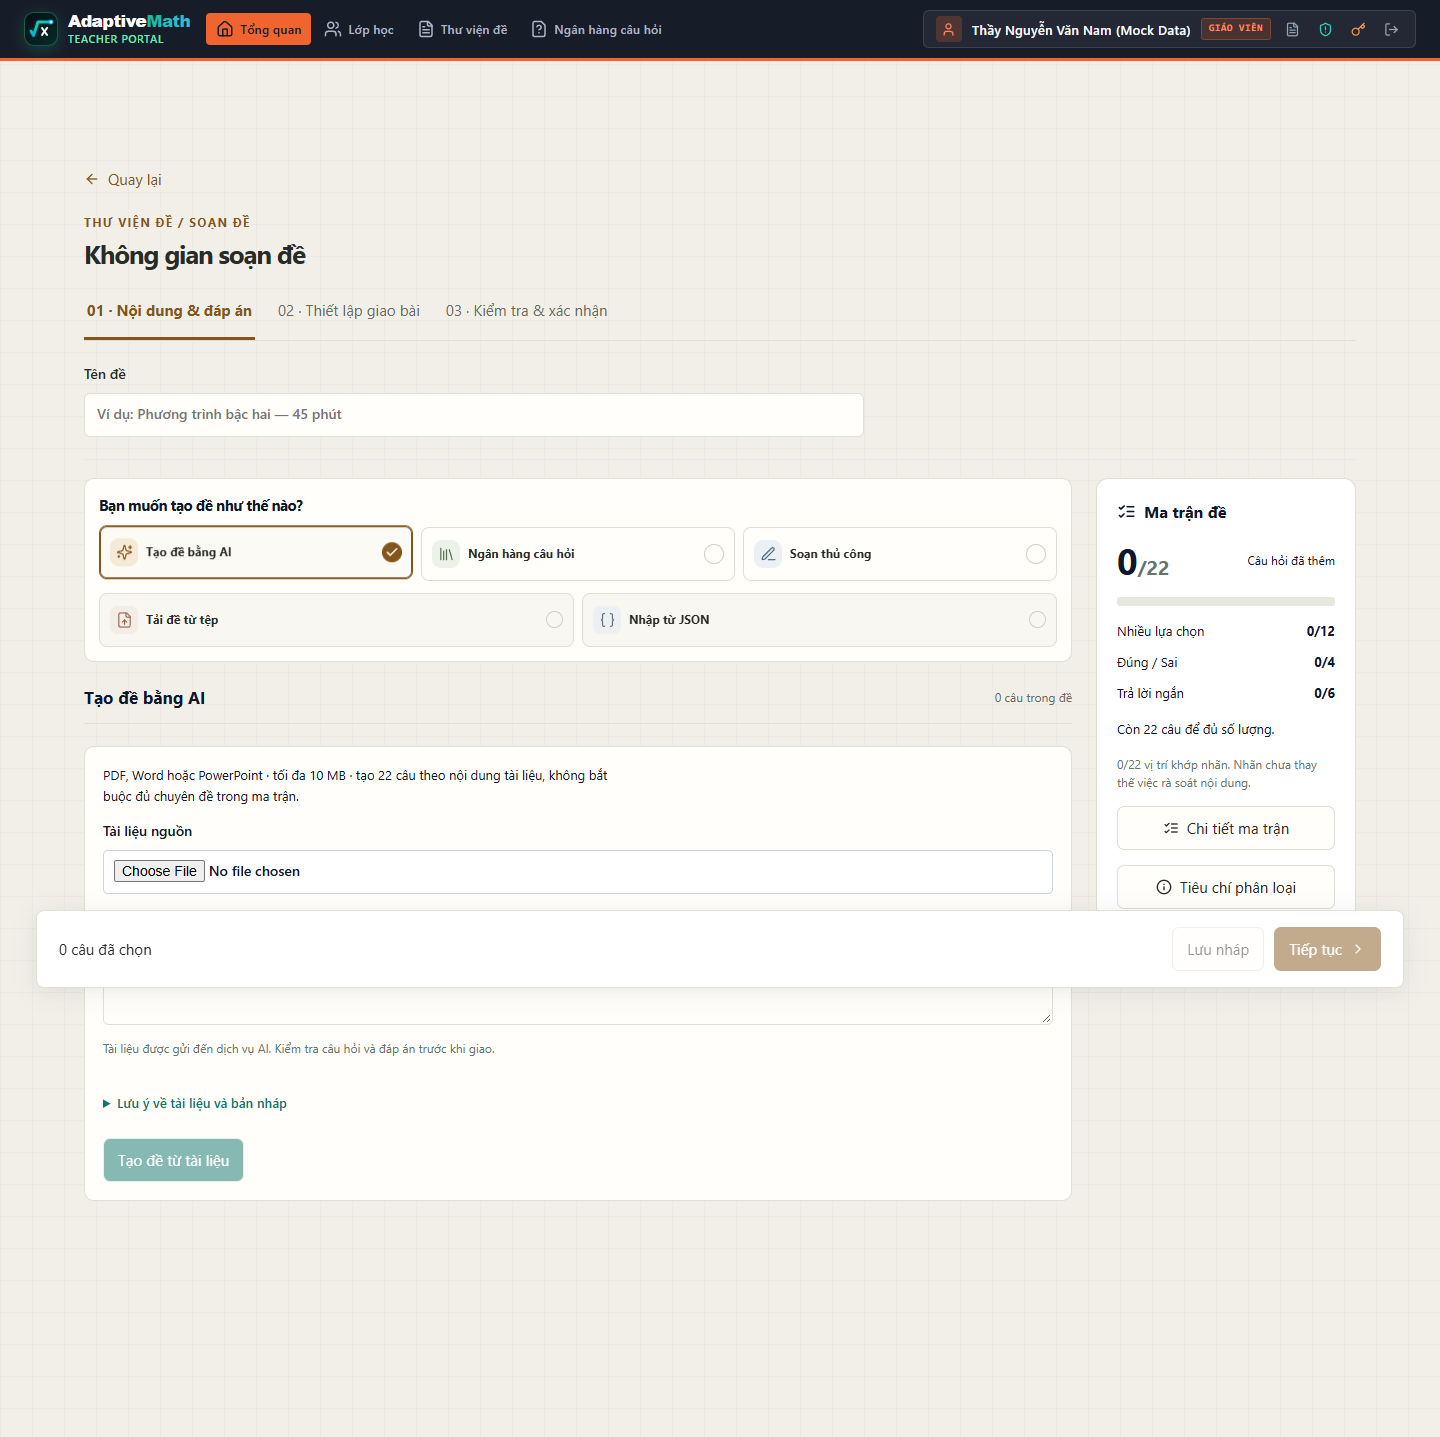 AdaptiveMath
TEACHER PORTAL
Tổng quan
Lớp học
Thư viện đề
Ngân hàng câu hỏi
Thầy Nguyễn Văn Nam (Mock Data)
GIÁO VIÊN
Quay lại
THƯ VIỆN ĐỀ / SOẠN ĐỀ
Không gian soạn đề
01 · Nội dung & đáp án
02 · Thiết lập giao bài
03 · Kiểm tra & xác nhận
Tên đề
Ví dụ: Phương trình bậc hai — 45 phút
Bạn muốn tạo đề như thế nào?
Tạo đề bằng AI
Ngân hàng câu hỏi
Soạn thủ công
Tải đề từ tệp
Nhập từ JSON
Tạo đề bằng AI
0 câu trong đề
PDF, Word hoặc PowerPoint · tối đa 10 MB · tạo 22 câu theo nội dung tài liệu, không bắt
buộc đủ chuyên đề trong ma trận.
Tài liệu nguồn
Choose File No file chosen
Ma trận đề
0/22
Câu hỏi đã thêm
Nhiều lựa chọn 0/12
Đúng / Sai 0/4
Trả lời ngắn 0/6
Còn 22 câu để đủ số lượng.
0/22 vị trí khớp nhãn. Nhãn chưa thay
thế việc rà soát nội dung.
Chi tiết ma trận
Tiêu chí phân loại
0 câu đã chọn
Lưu nháp
Tiếp tục
Tài liệu được gửi đến dịch vụ AI. Kiểm tra câu hỏi và đáp án trước khi giao.
Lưu ý về tài liệu và bản nháp
Tạo đề từ tài liệu